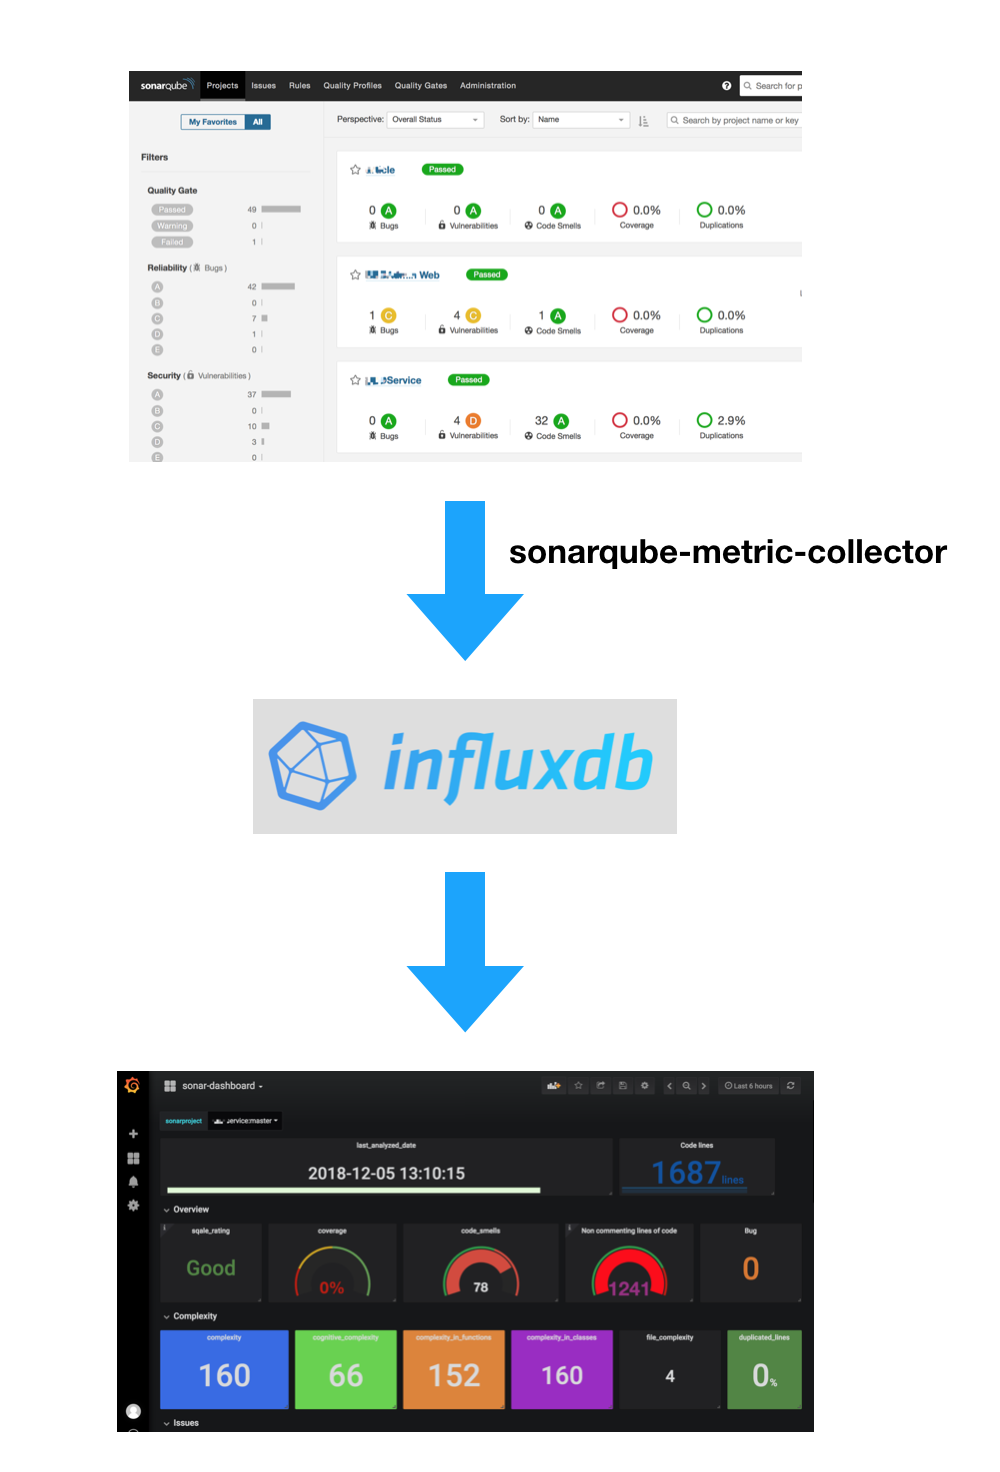 sonarqube Projects Issues Rules Quality Profiles Quality Gates Administration ? Search for p
My Favorites All
Perspective: Overall Status Sort by: Name Search by project name or key
Filters
Quality Gate
Passed 49
Warning 0
Failed 1
Reliability ( Bugs )
A 42
B 0
C 7
D 1
E 0
Security ( Vulnerabilities )
A 37
B 0
C 10
D 3
E 0
Passed
0 A 0 A 0 A 0.0% 0.0%
Bugs Vulnerabilities Code Smells Coverage Duplications
Web Passed
1 C 4 C 1 A 0.0% 0.0%
Bugs Vulnerabilities Code Smells Coverage Duplications
Service Passed
0 A 4 D 32 A 0.0% 2.9%
Bugs Vulnerabilities Code Smells Coverage Duplications
sonarqube-metric-collector
influxdb
sonar-dashboard Last 6 hours
sonarproject
last_analyzed_date
2018-12-05 13:10:15
Code lines
1687 lines
Overview
sqale_rating coverage code_smells Non commenting lines of code Bug
Good 0% 78 1241 0
Complexity
complexity cognitive_complexity complexity_in_functions complexity_in_classes file_complexity duplicated_lines
160 66 152 160 4 0%
Issues